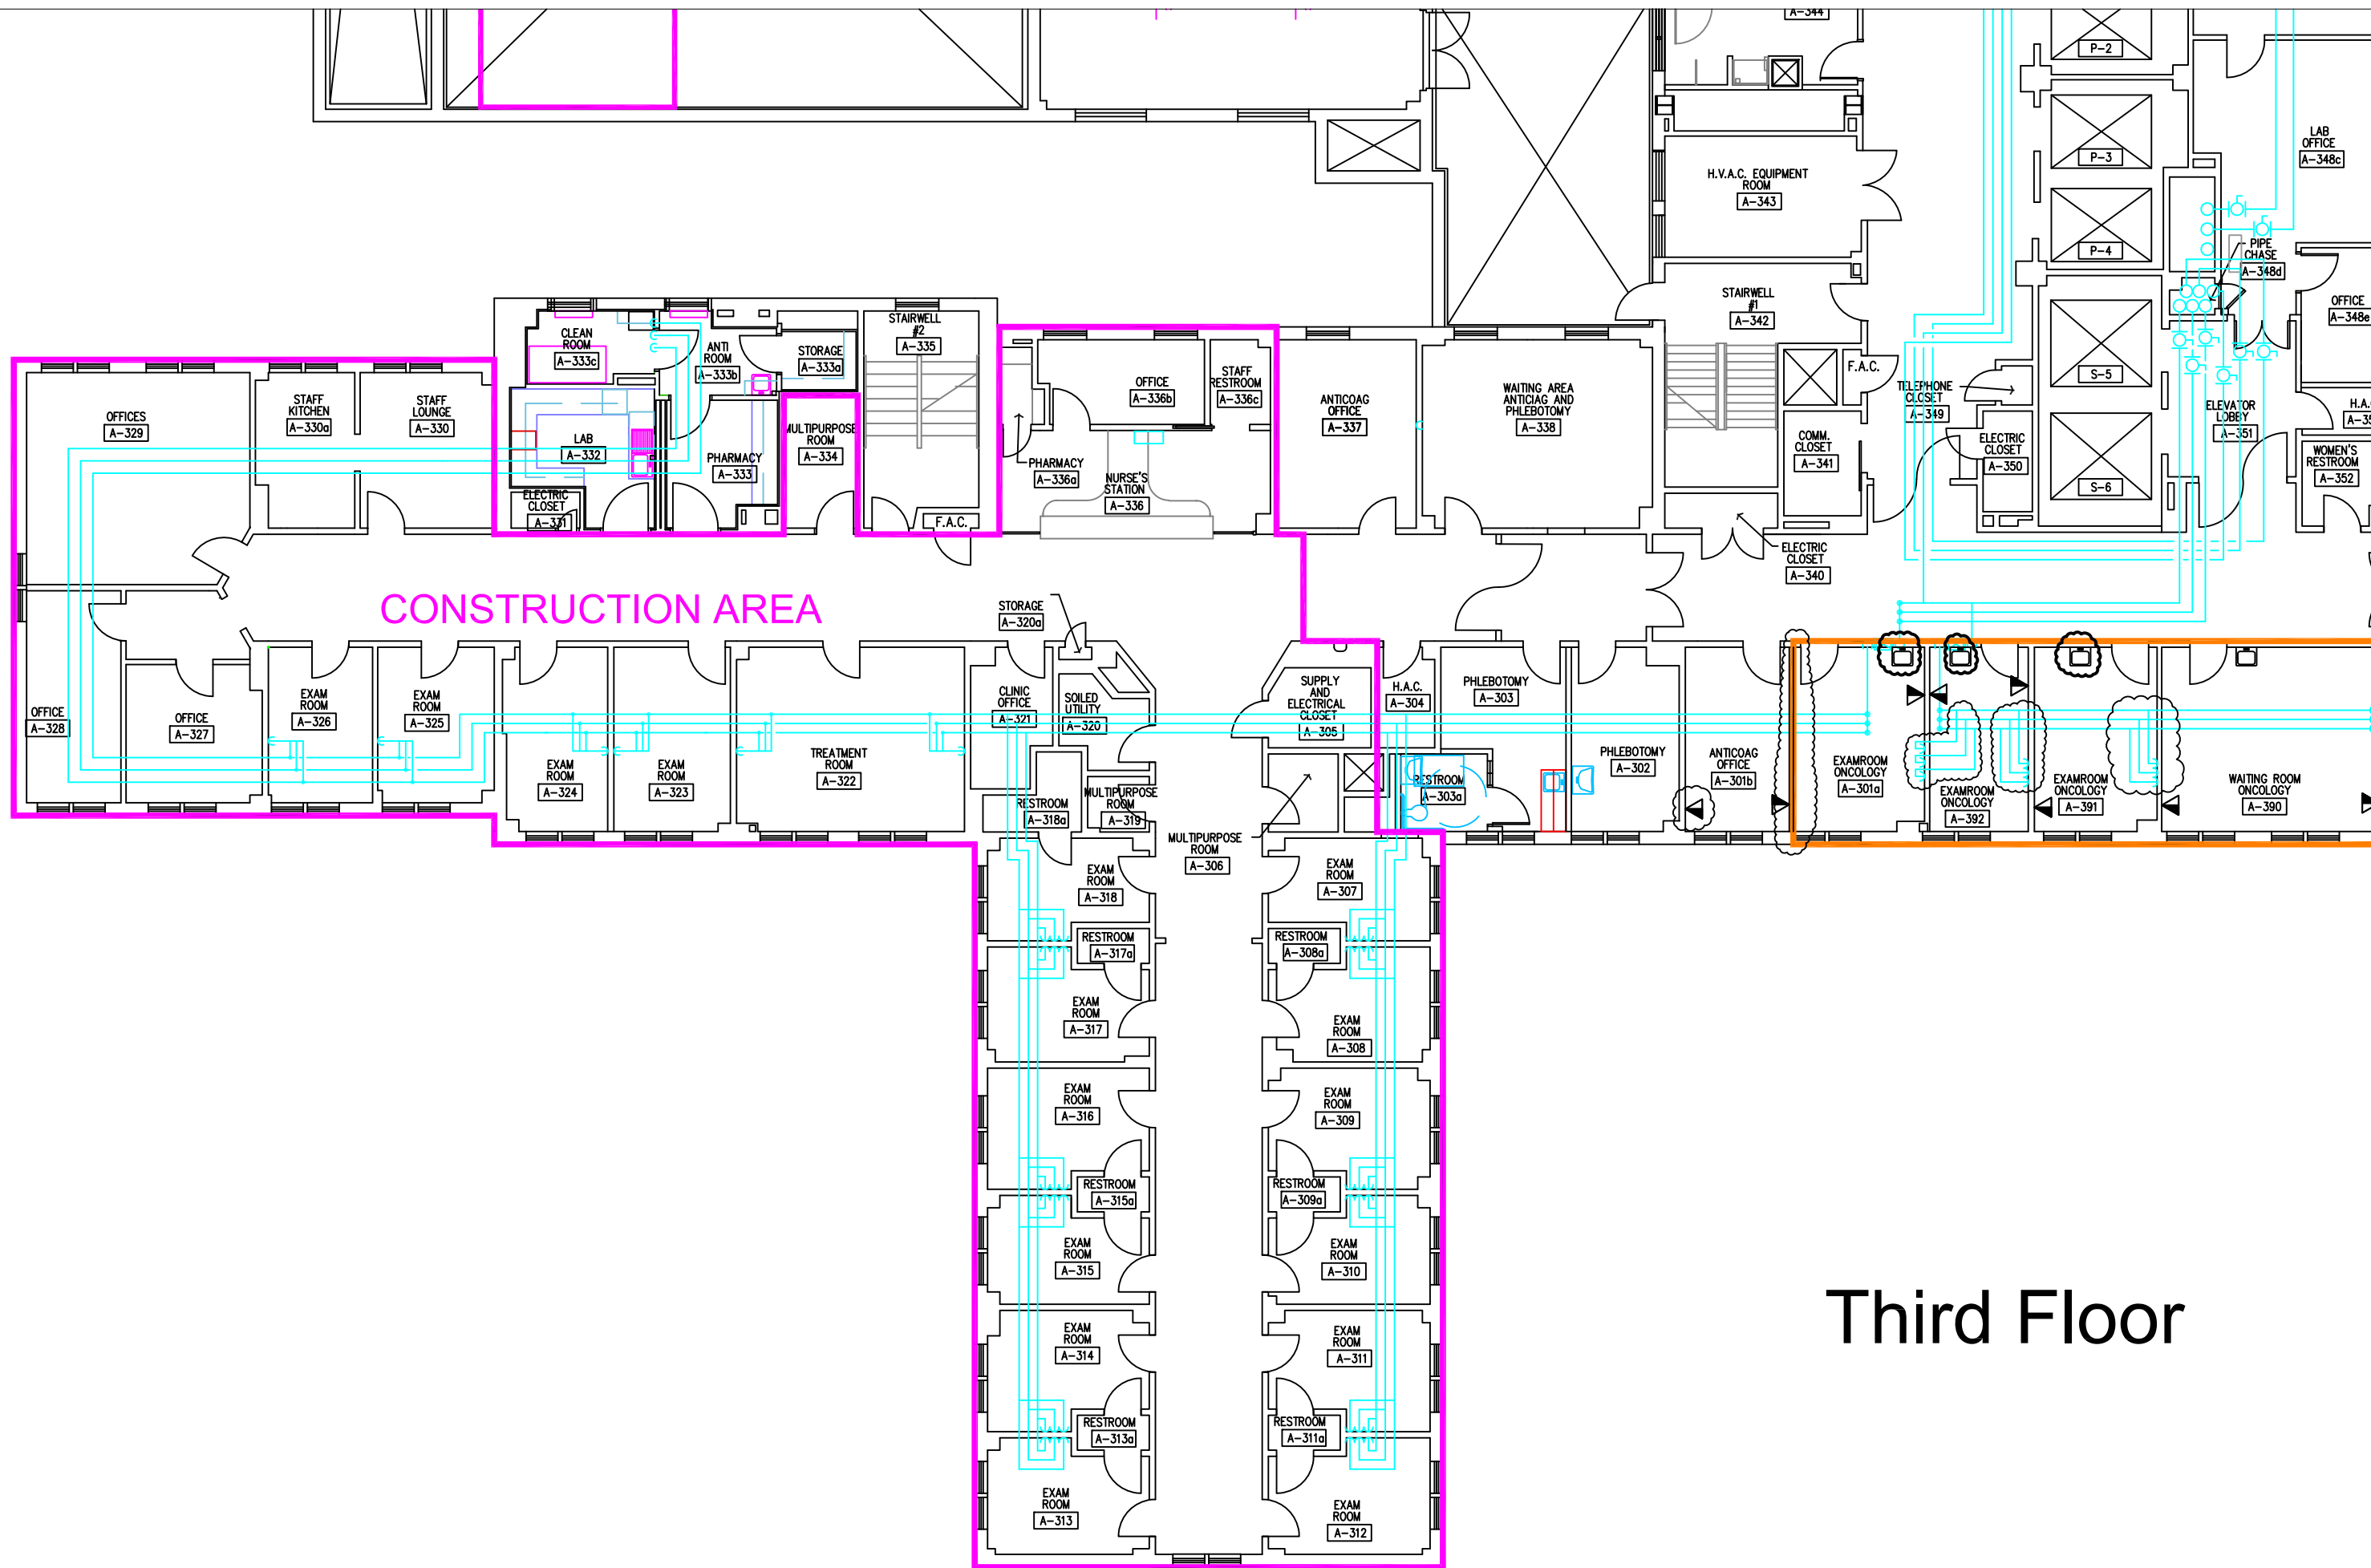 A-344
P-2
LAB
OFFICE
A-348c
P-3
H.V.A.C. EQUIPMENT
ROOM
A-343
P-4
PIPE
CHASE
A-348d
STAIRWELL
#1
A-342
OFFICE
A-348e
STAIRWELL
#2
A-335
CLEAN
ROOM
A-333c
ANTI
ROOM
A-333b
STORAGE
A-333a
OFFICE
A-336b
STAFF
RESTROOM
A-336c
ANTICOAG
OFFICE
A-337
WAITING AREA
ANTICIAG AND
PHLEBOTOMY
A-338
F.A.C.
S-5
TELEPHONE
CLOSET
A-349
ELEVATOR
LOBBY
A-351
OFFICES
A-329
STAFF
KITCHEN
A-330a
STAFF
LOUNGE
A-330
LAB
A-332
PHARMACY
A-333
MULTIPURPOSE
ROOM
A-334
PHARMACY
A-336a
NURSE'S
STATION
A-336
COMM.
CLOSET
A-341
ELECTRIC
CLOSET
A-350
S-6
WOMEN'S
RESTROOM
A-352
ELECTRIC
CLOSET
A-331
F.A.C.
ELECTRIC
CLOSET
A-340
CONSTRUCTION AREA
STORAGE
A-320a
OFFICE
A-328
OFFICE
A-327
EXAM
ROOM
A-326
EXAM
ROOM
A-325
EXAM
ROOM
A-324
EXAM
ROOM
A-323
TREATMENT
ROOM
A-322
CLINIC
OFFICE
A-321
SOILED
UTILITY
A-320
SUPPLY
AND
ELECTRICAL
CLOSET
A-305
H.A.C.
A-304
PHLEBOTOMY
A-303
PHLEBOTOMY
A-302
ANTICOAG
OFFICE
A-301b
EXAMROOM
ONCOLOGY
A-301a
EXAMROOM
ONCOLOGY
A-392
EXAMROOM
ONCOLOGY
A-391
WAITING ROOM
ONCOLOGY
A-390
RESTROOM
A-318a
MULTIPURPOSE
ROOM
A-319
RESTROOM
A-303a
MULTIPURPOSE
ROOM
A-306
EXAM
ROOM
A-318
EXAM
ROOM
A-307
RESTROOM
A-317a
RESTROOM
A-308a
EXAM
ROOM
A-317
EXAM
ROOM
A-308
EXAM
ROOM
A-316
EXAM
ROOM
A-309
RESTROOM
A-315a
RESTROOM
A-309a
EXAM
ROOM
A-315
EXAM
ROOM
A-310
EXAM
ROOM
A-314
EXAM
ROOM
A-311
RESTROOM
A-313a
RESTROOM
A-311a
EXAM
ROOM
A-313
EXAM
ROOM
A-312
Third Floor